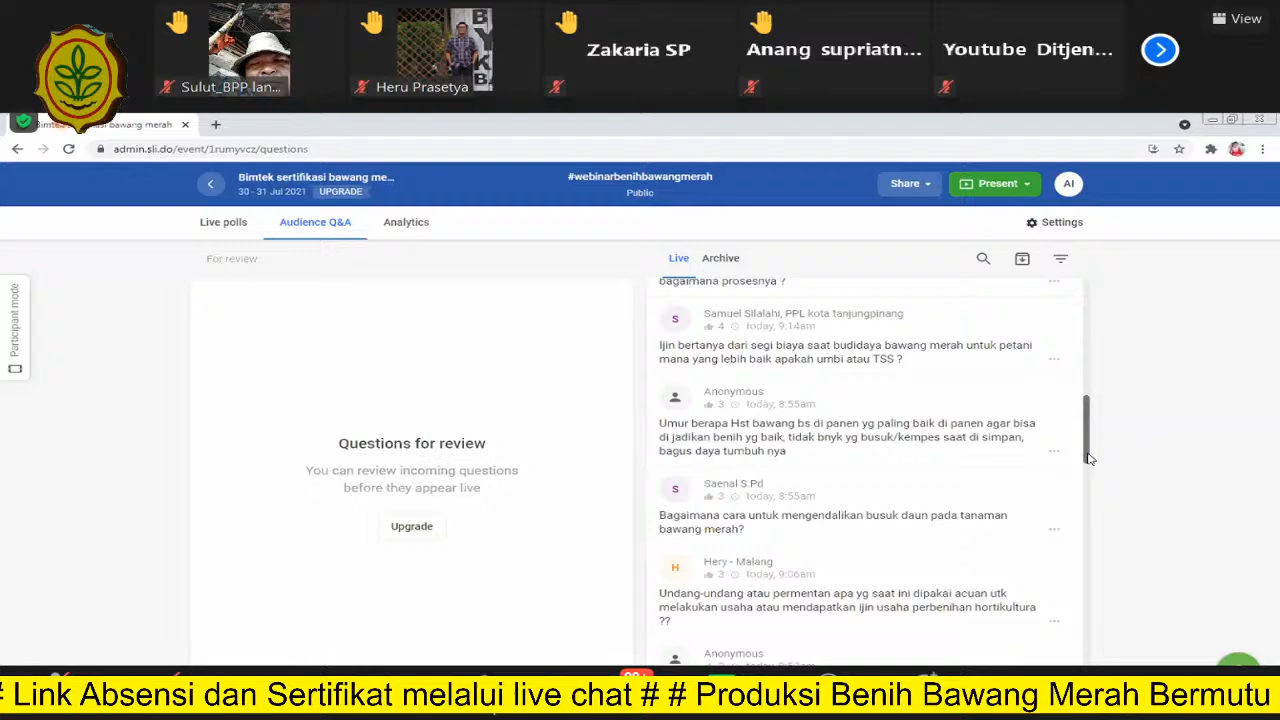 View
Sulut_BPP lan...
Heru Prasetya
Zakaria SP
Anang supriatn...
Youtube Ditjen...
si bawang merah
admin.sli.do/event/1rumyvcz/questions
Bimtek sertifikasi bawang me...
30 - 31 Jul 2021 UPGRADE
#webinarbenihbawangmerah
Public
Share
Present
AI
Live polls
Audience Q&A
Analytics
Settings
Participant mode
For review
Live
Archive
Questions for review
You can review incoming questions
before they appear live
Upgrade
bagaimana prosesnya ?
S
Samuel Silalahi, PPL kota tanjungpinang
4 today, 9:14am
Ijin bertanya dari segi biaya saat budidaya bawang merah untuk petani
mana yang lebih baik apakah umbi atau TSS ?
Anonymous
3 today, 8:55am
Umur berapa Hst bawang bs di panen yg paling baik di panen agar bisa
di jadikan benih yg baik, tidak bnyk yg busuk/kempes saat di simpan,
bagus daya tumbuh nya
S
Saenal S.Pd
3 today, 8:55am
Bagaimana cara untuk mengendalikan busuk daun pada tanaman
bawang merah?
H
Hery - Malang
3 today, 9:06am
Undang-undang atau permentan apa yg saat ini dipakai acuan utk
melakukan usaha atau mendapatkan ijin usaha perbenihan hortikultura
??
Anonymous
# Link Absensi dan Sertifikat melalui live chat # # Produksi Benih Bawang Merah Bermutu